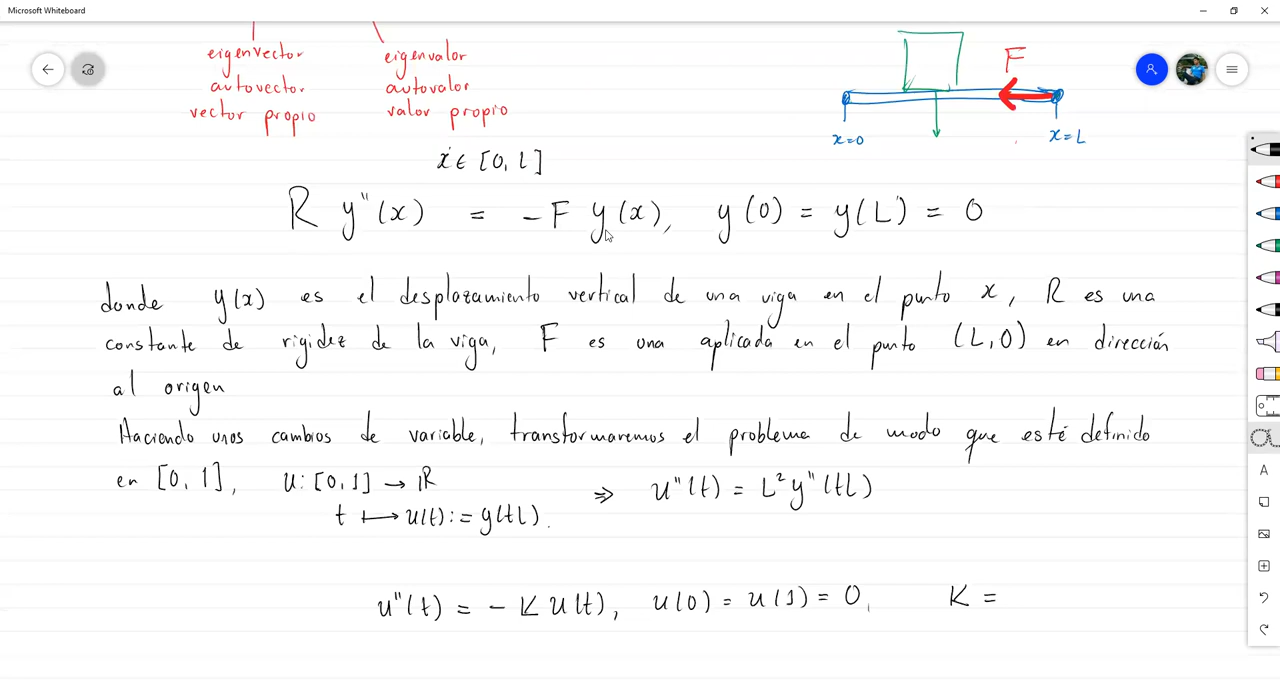 Microsoft Whiteboard
eigenvector
autovector
vector propio
eigenvalor
autovalor
valor propio
F
x=0
x=L
x ∈ [0, L]
R y''(x) = -F y(x), y(0) = y(L) = 0
donde y(x) es el desplazamiento vertical de una viga en el punto x, R es una
constante de rigidez de la viga, F es una aplicada en el punto (L,0) en dirección
al origen
Haciendo unos cambios de variable, transformaremos el problema de modo que esté definido
en [0, 1], u: [0, 1] → ℝ
t ↦ u(t) := y(tL).
⇒ u''(t) = L² y''(tL)
u''(t) = - K u(t), u(0) = u(1) = 0, K =
A